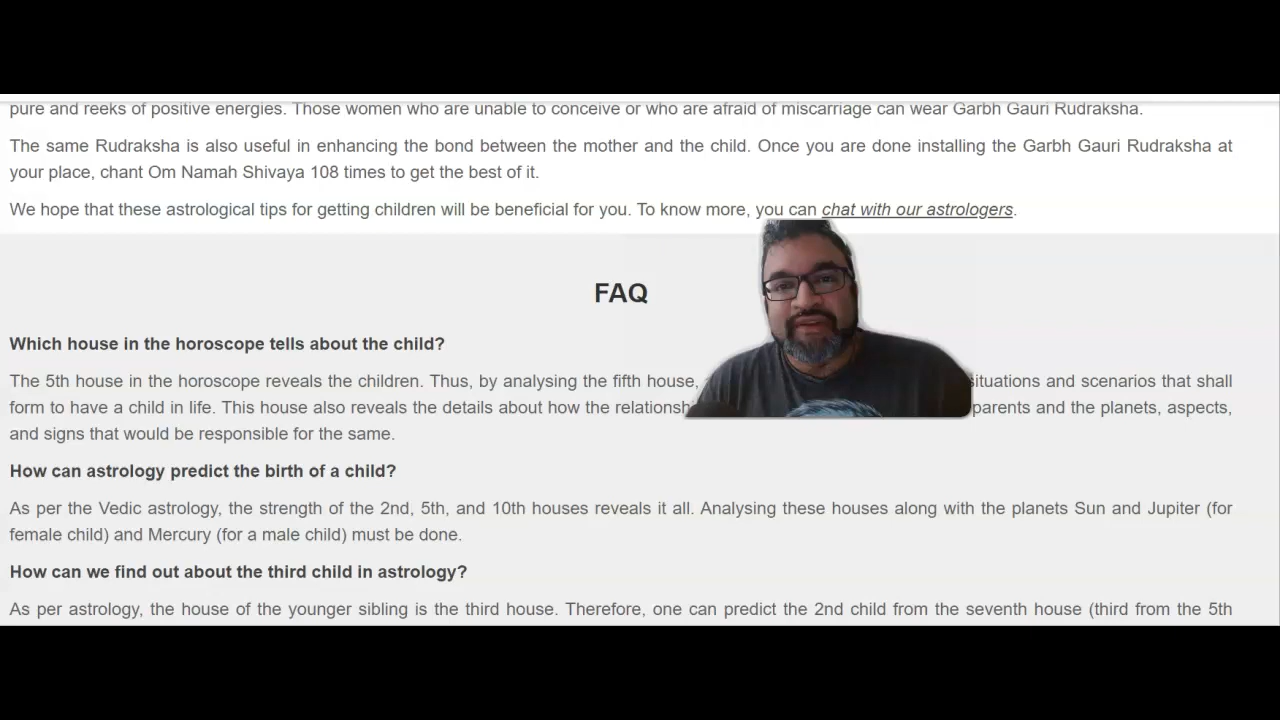 pure and reeks of positive energies. Those women who are unable to conceive or who are afraid of miscarriage can wear Garbh Gauri Rudraksha.
The same Rudraksha is also useful in enhancing the bond between the mother and the child. Once you are done installing the Garbh Gauri Rudraksha at
your place, chant Om Namah Shivaya 108 times to get the best of it.
We hope that these astrological tips for getting children will be beneficial for you. To know more, you can chat with our astrologers.
FAQ
Which house in the horoscope tells about the child?
The 5th house in the horoscope reveals the children. Thus, by analysing the fifth house, situations and scenarios that shall
form to have a child in life. This house also reveals the details about how the parents and the planets, aspects,
and signs that would be responsible for the same.
How can astrology predict the birth of a child?
As per the Vedic astrology, the strength of the 2nd, 5th, and 10th houses reveals it all. Analysing these houses along with the planets Sun and Jupiter (for
female child) and Mercury (for a male child) must be done.
How can we find out about the third child in astrology?
As per astrology, the house of the younger sibling is the third house. Therefore, one can predict the 2nd child from the seventh house (third from the 5th